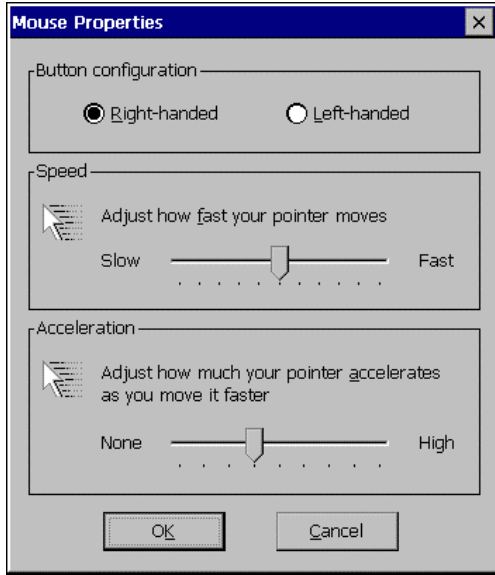 Mouse Properties
Button configuration
Right-handed Left-handed
Speed
Adjust how fast your pointer moves
Slow Fast
Acceleration
Adjust how much your pointer accelerates
as you move it faster
None High
OK Cancel